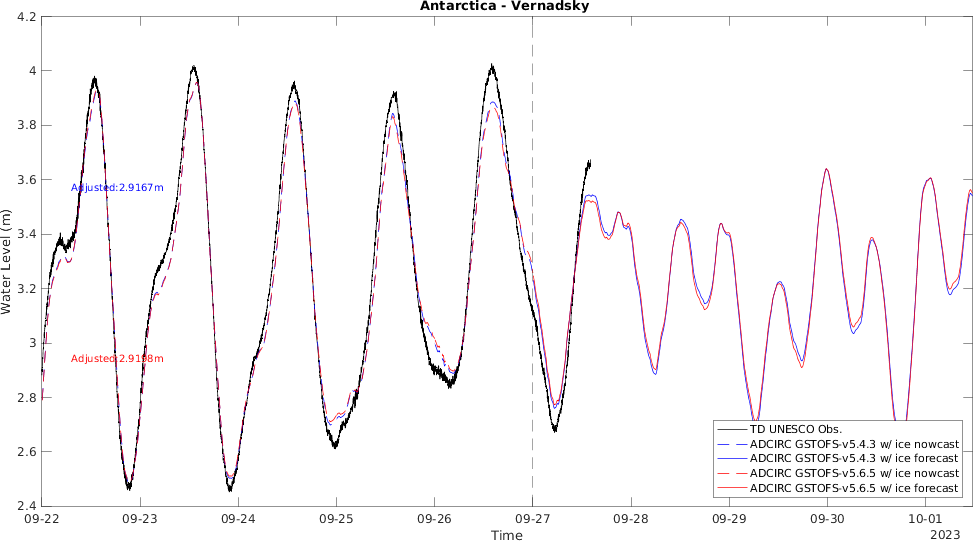 Antarctica - Vernadsky
4.2
4
3.8
3.6
3.4
3.2
3
2.8
2.6
2.4
Water Level (m)
Adjusted:2.9167m
Adjusted:2.9198m
TD UNESCO Obs.
ADCIRC GSTOFS-v5.4.3 w/ ice nowcast
ADCIRC GSTOFS-v5.4.3 w/ ice forecast
ADCIRC GSTOFS-v5.6.5 w/ ice nowcast
ADCIRC GSTOFS-v5.6.5 w/ ice forecast
09-22 09-23 09-24 09-25 09-26 09-27 09-28 09-29 09-30 10-01
Time
2023